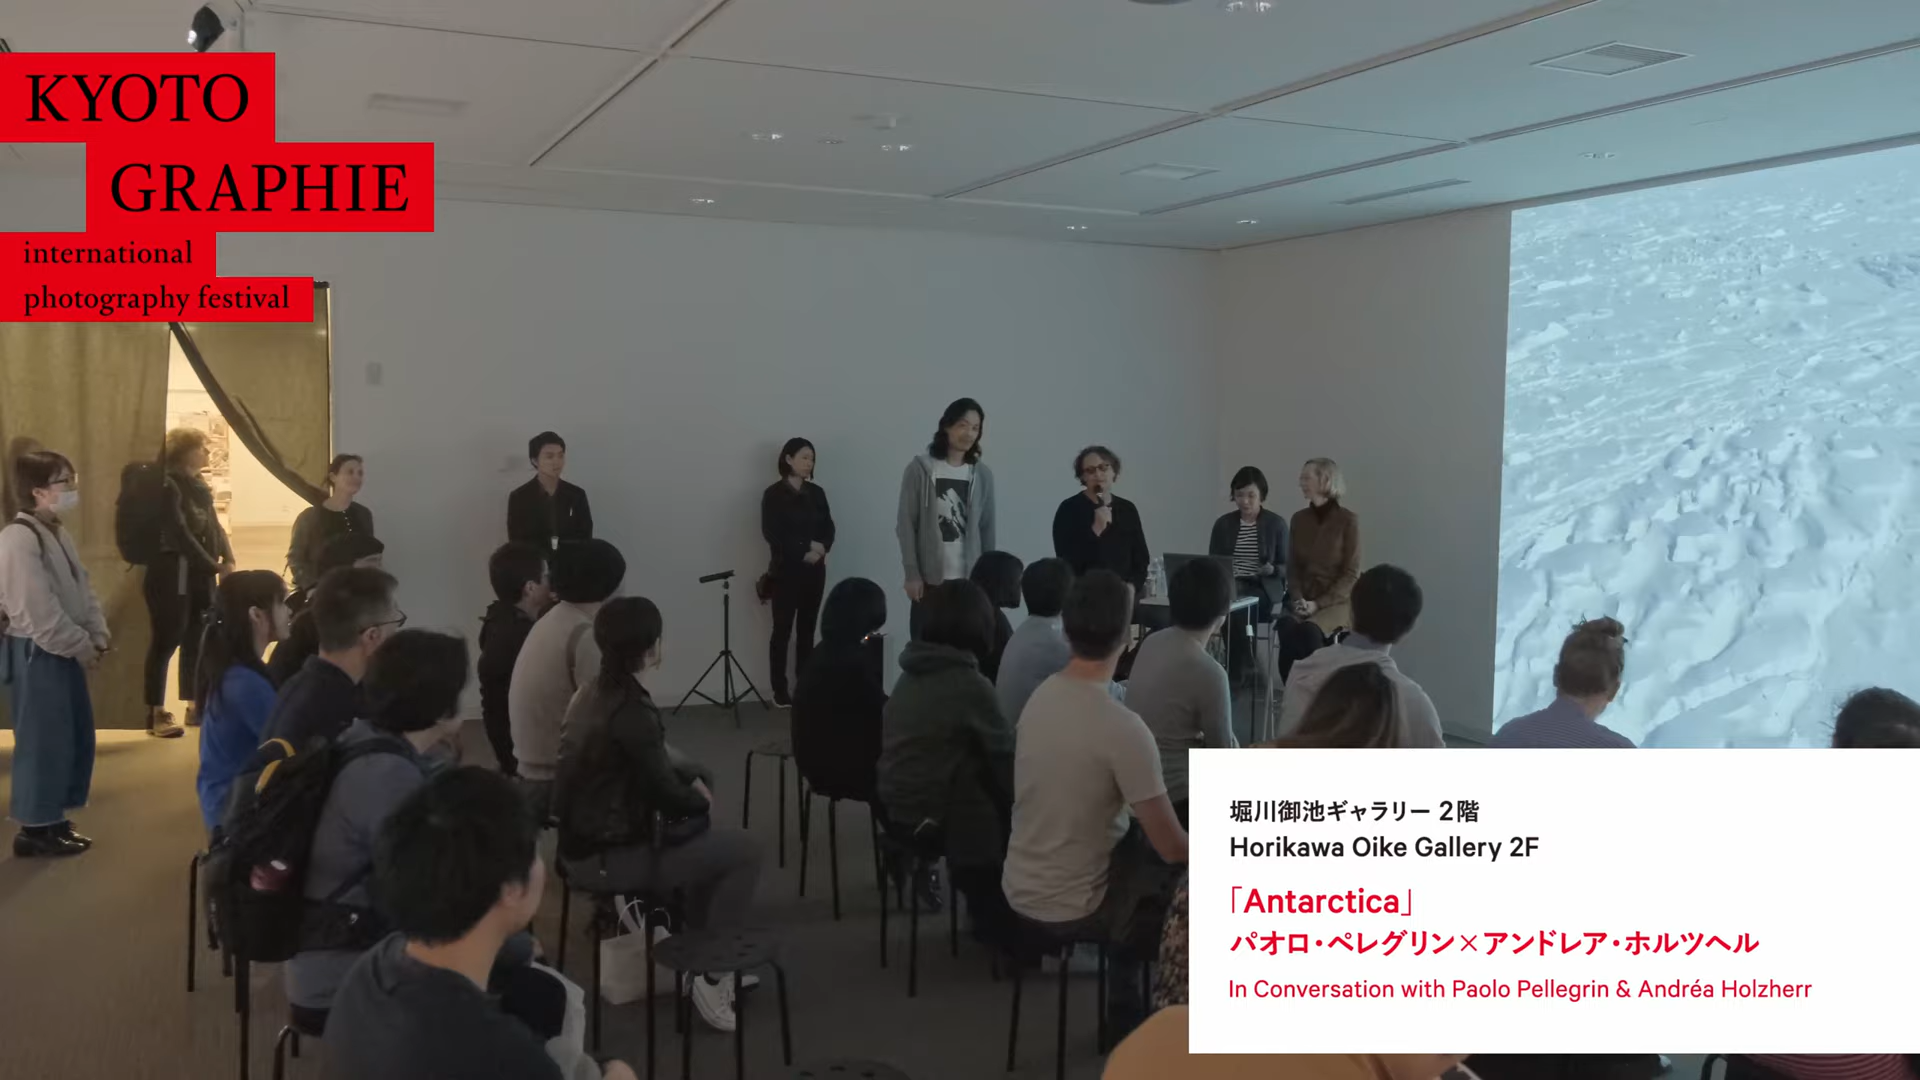 KYOTO
GRAPHIE
international
photography festival
堀川御池ギャラリー 2階
Horikawa Oike Gallery 2F
「Antarctica」
パオロ・ペレグリン×アンドレア・ホルツヘル
In Conversation with Paolo Pellegrin & Andréa Holzherr